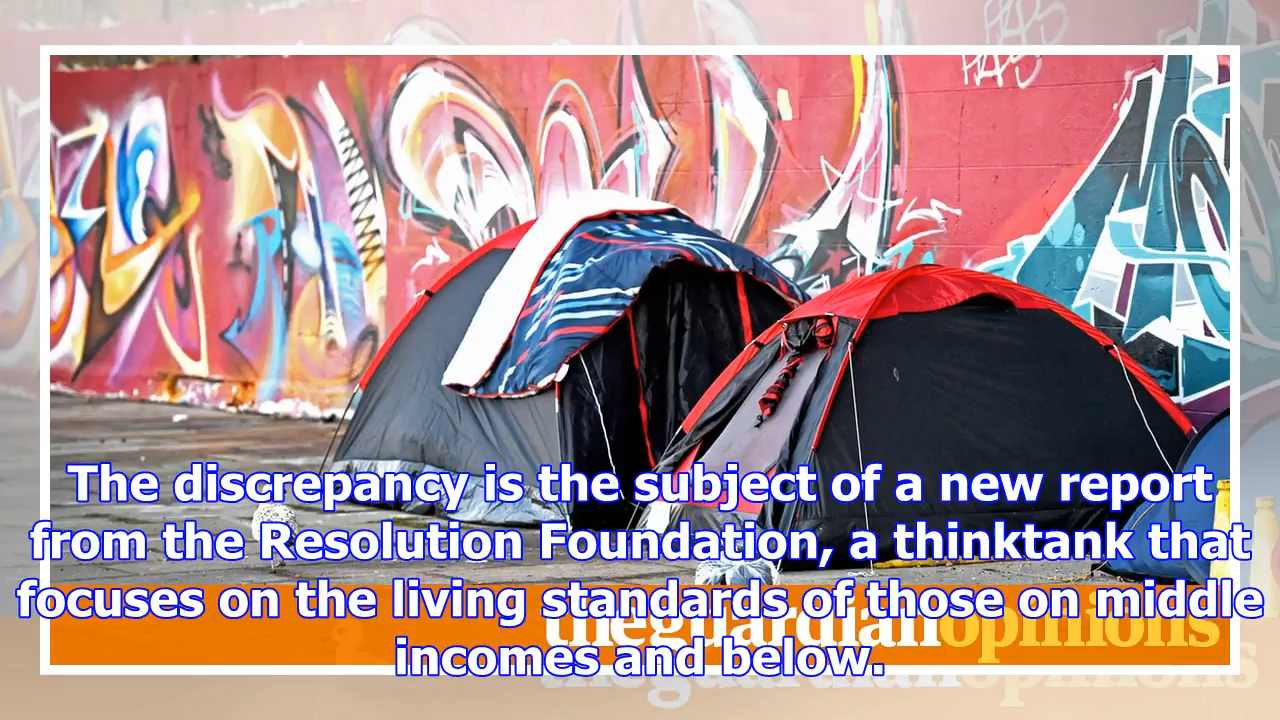 The discrepancy is the subject of a new report
from the Resolution Foundation, a thinktank that
focuses on the living standards of those on middle
theguardianopinions
incomes and below.
theguardianopinions